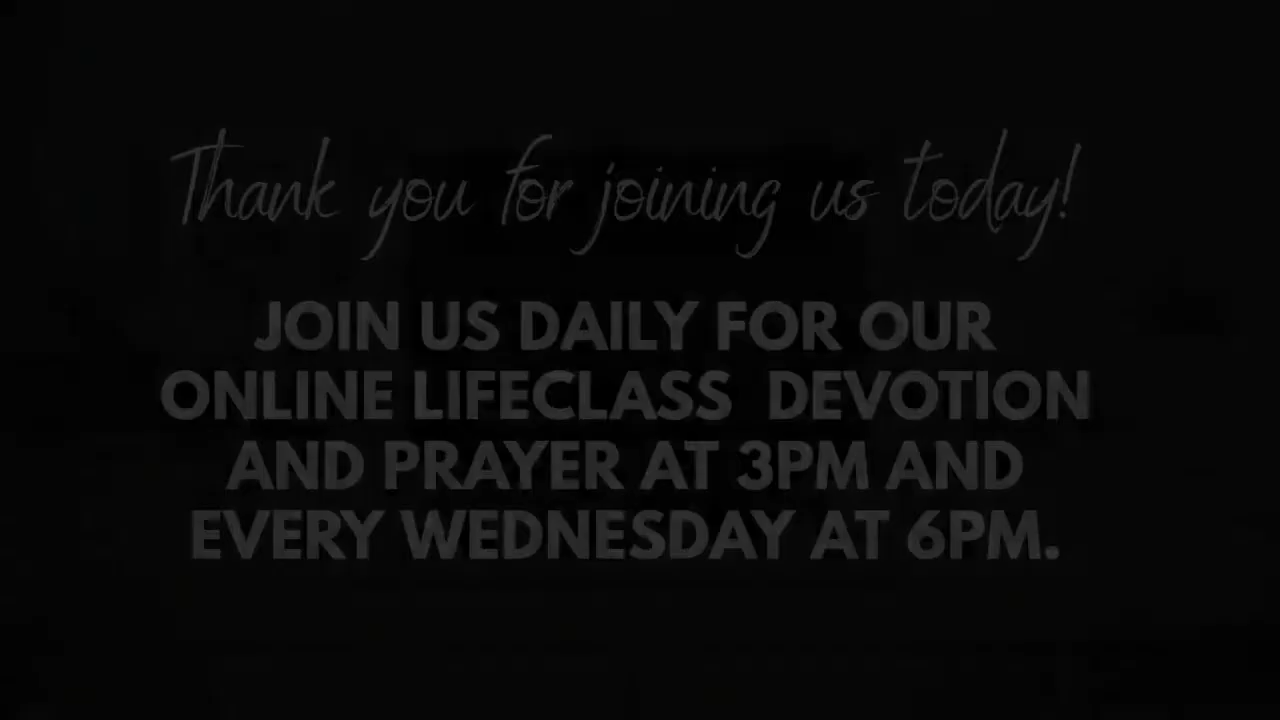 Thank you for joining us today!
JOIN US DAILY FOR OUR
ONLINE LIFECLASS DEVOTION
AND PRAYER AT 3PM AND
EVERY WEDNESDAY AT 6PM.